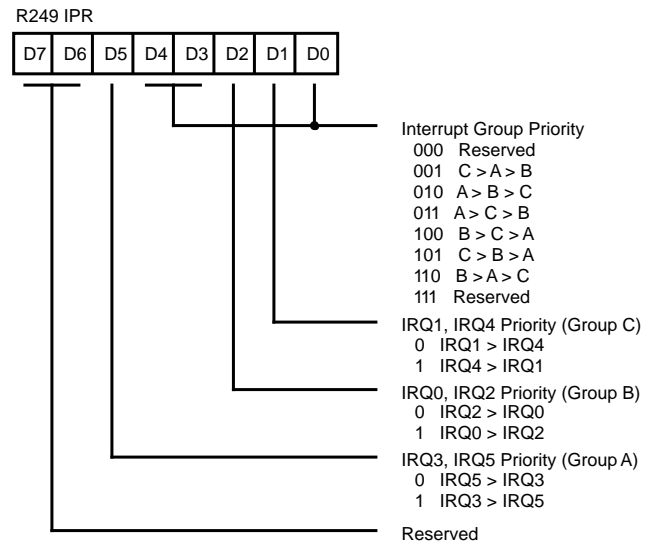 R249 IPR
D7 D6 D5 D4 D3 D2 D1 D0
Interrupt Group Priority
000 Reserved
001 C > A > B
010 A > B > C
011 A > C > B
100 B > C > A
101 C > B > A
110 B > A > C
111 Reserved
IRQ1, IRQ4 Priority (Group C)
0 IRQ1 > IRQ4
1 IRQ4 > IRQ1
IRQ0, IRQ2 Priority (Group B)
0 IRQ2 > IRQ0
1 IRQ0 > IRQ2
IRQ3, IRQ5 Priority (Group A)
0 IRQ5 > IRQ3
1 IRQ3 > IRQ5
Reserved